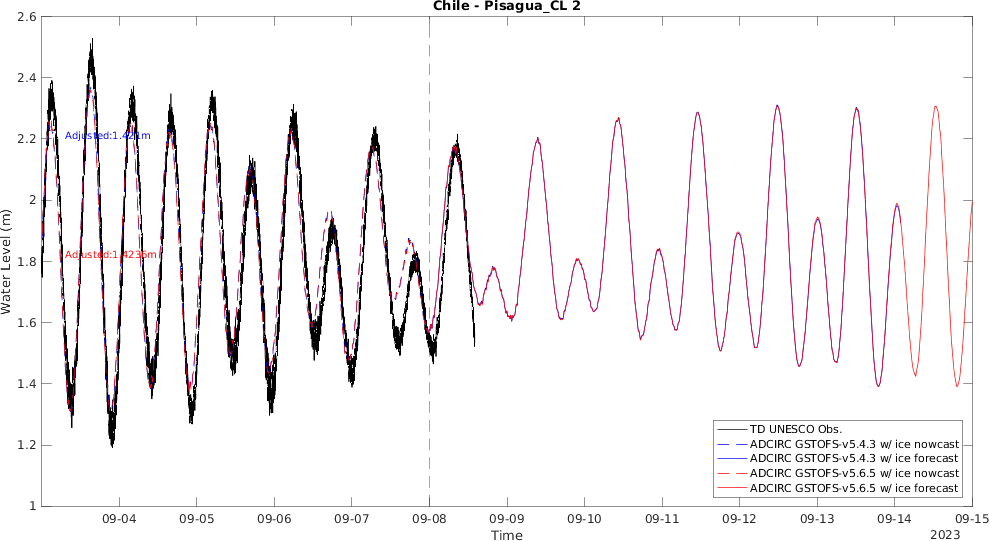 Chile - Pisagua_CL 2
2.6
2.4
2.2
2
1.8
1.6
1.4
1.2
1
Water Level (m)
Adjusted:1.421m
Adjusted:1.4236m
TD UNESCO Obs.
ADCIRC GSTOFS-v5.4.3 w/ ice nowcast
ADCIRC GSTOFS-v5.4.3 w/ ice forecast
ADCIRC GSTOFS-v5.6.5 w/ ice nowcast
ADCIRC GSTOFS-v5.6.5 w/ ice forecast
09-04 09-05 09-06 09-07 09-08 09-09 09-10 09-11 09-12 09-13 09-14 09-15
Time
2023